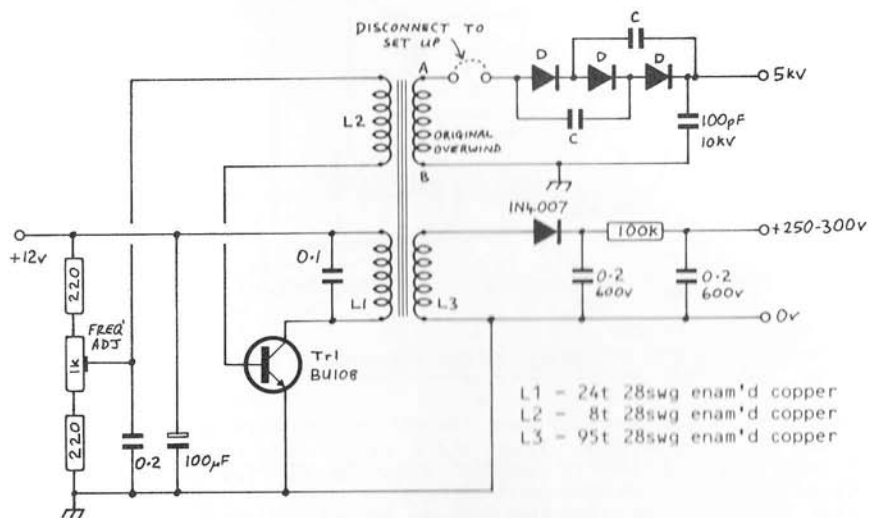 DISCONNECT TO
SET UP
C
A
D
D
D
5kV
L2
C
100pF
10kV
ORIGINAL
OVERWIND
B
1N4007
+12v
100k
+250-300v
0.1
220
0.2
600v
0.2
600v
L1
L3
0v
FREQ'
ADJ
1k
Tr1
BU108
220
0.2
100µF
L1 - 24t 28swg enam'd copper
L2 - 8t 28swg enam'd copper
L3 - 95t 28swg enam'd copper